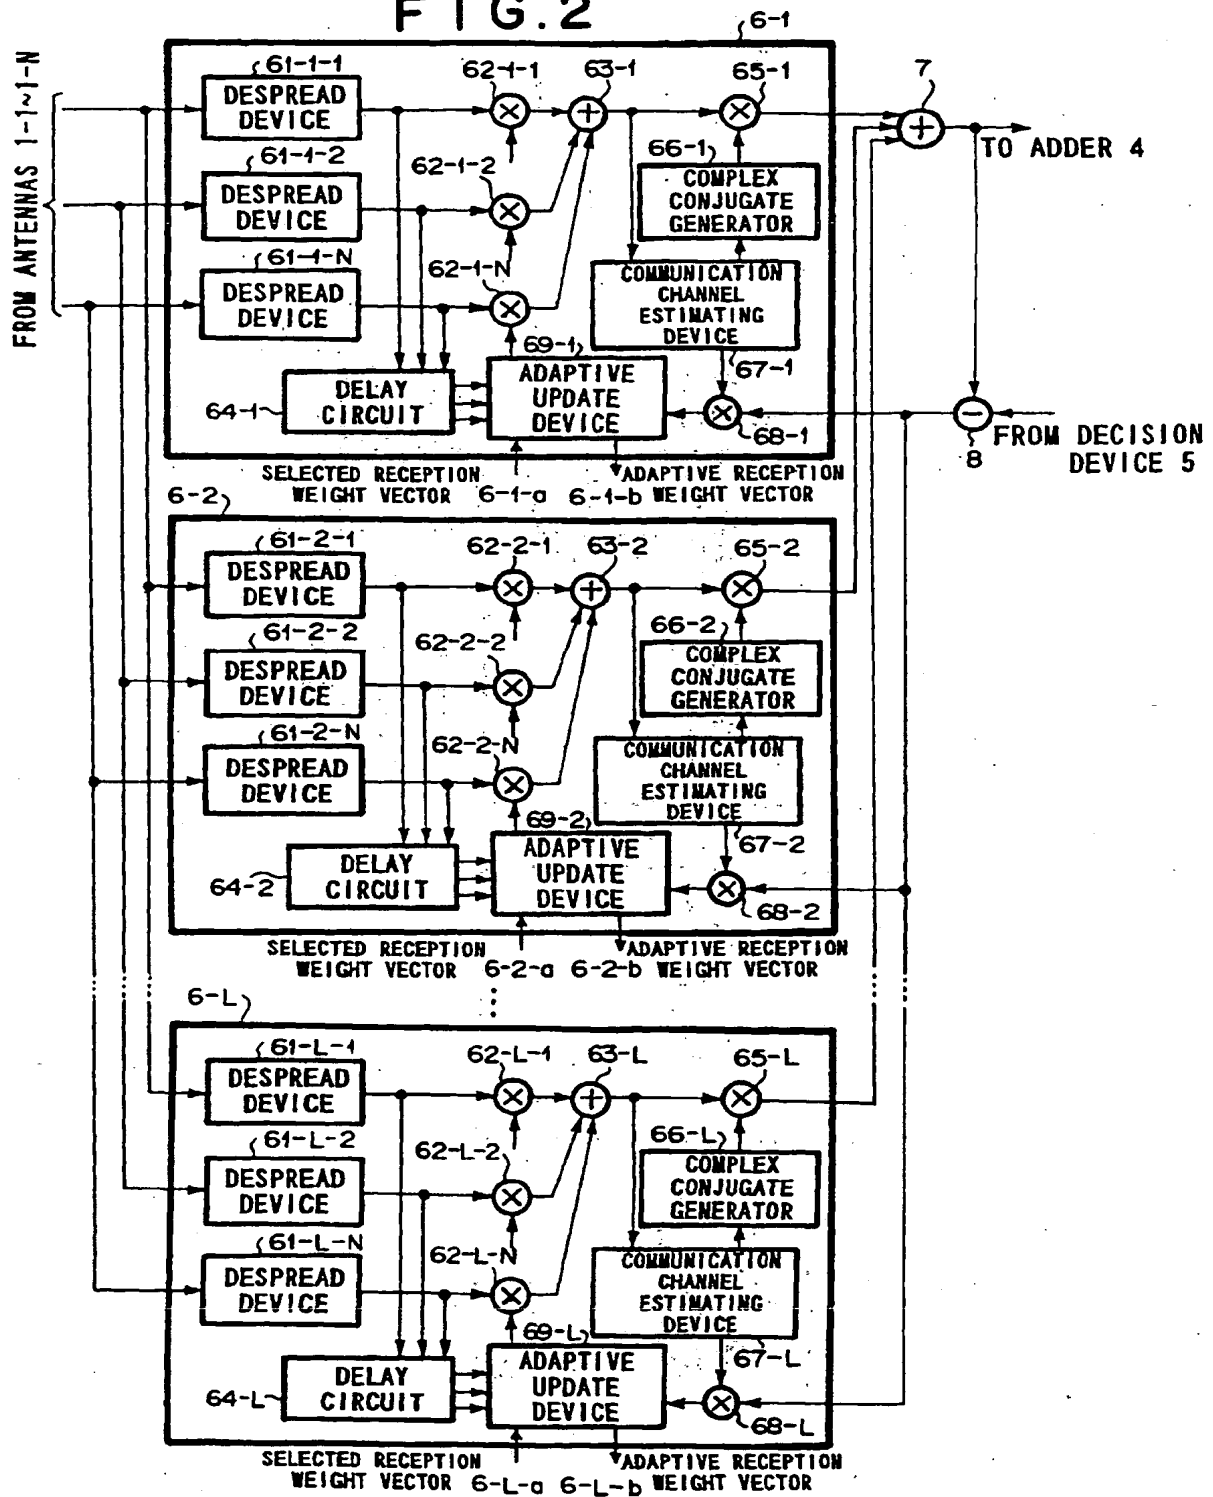 FIG.2
6-1
FROM ANTENNAS 1-1~1-N
61-1-1
DESPREAD
DEVICE
61-1-2
DESPREAD
DEVICE
61-1-N
DESPREAD
DEVICE
62-1-1
62-1-2
62-1-N
63-1
65-1
66-1
COMPLEX
CONJUGATE
GENERATOR
COMMUNICATION
CHANNEL
ESTIMATING
DEVICE
67-1
68-1
69-1
ADAPTIVE
UPDATE
DEVICE
64-1
DELAY
CIRCUIT
7
TO ADDER 4
8
FROM DECISION
DEVICE 5
SELECTED RECEPTION
WEIGHT VECTOR
6-1-a
6-1-b
ADAPTIVE RECEPTION
WEIGHT VECTOR
6-2
61-2-1
DESPREAD
DEVICE
61-2-2
DESPREAD
DEVICE
61-2-N
DESPREAD
DEVICE
62-2-1
62-2-2
62-2-N
63-2
65-2
66-2
COMPLEX
CONJUGATE
GENERATOR
COMMUNICATION
CHANNEL
ESTIMATING
DEVICE
67-2
68-2
69-2
ADAPTIVE
UPDATE
DEVICE
64-2
DELAY
CIRCUIT
SELECTED RECEPTION
WEIGHT VECTOR
6-2-a
6-2-b
ADAPTIVE RECEPTION
WEIGHT VECTOR
6-L
61-L-1
DESPREAD
DEVICE
61-L-2
DESPREAD
DEVICE
61-L-N
DESPREAD
DEVICE
62-L-1
62-L-2
62-L-N
63-L
65-L
66-L
COMPLEX
CONJUGATE
GENERATOR
COMMUNICATION
CHANNEL
ESTIMATING
DEVICE
67-L
68-L
69-L
ADAPTIVE
UPDATE
DEVICE
64-L
DELAY
CIRCUIT
SELECTED RECEPTION
WEIGHT VECTOR
6-L-a
6-L-b
ADAPTIVE RECEPTION
WEIGHT VECTOR